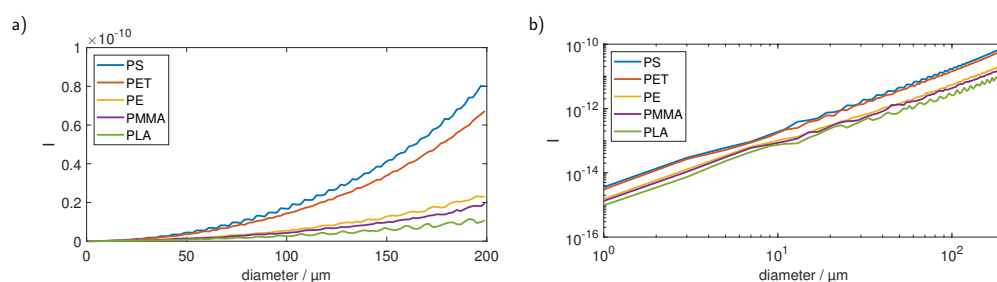 a)
×10⁻¹⁰
1
0.8
0.6
0.4
0.2
0
I
PS
PET
PE
PMMA
PLA
0 50 100 150 200
diameter / µm
b)
10⁻¹⁰
10⁻¹²
10⁻¹⁴
10⁻¹⁶
I
PS
PET
PE
PMMA
PLA
10⁰ 10¹ 10²
diameter / µm